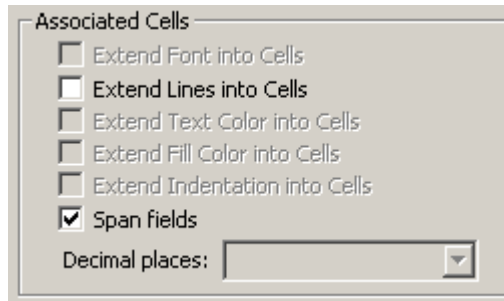 Associated Cells
Extend Font into Cells
Extend Lines into Cells
Extend Text Color into Cells
Extend Fill Color into Cells
Extend Indentation into Cells
Span fields
Decimal places: